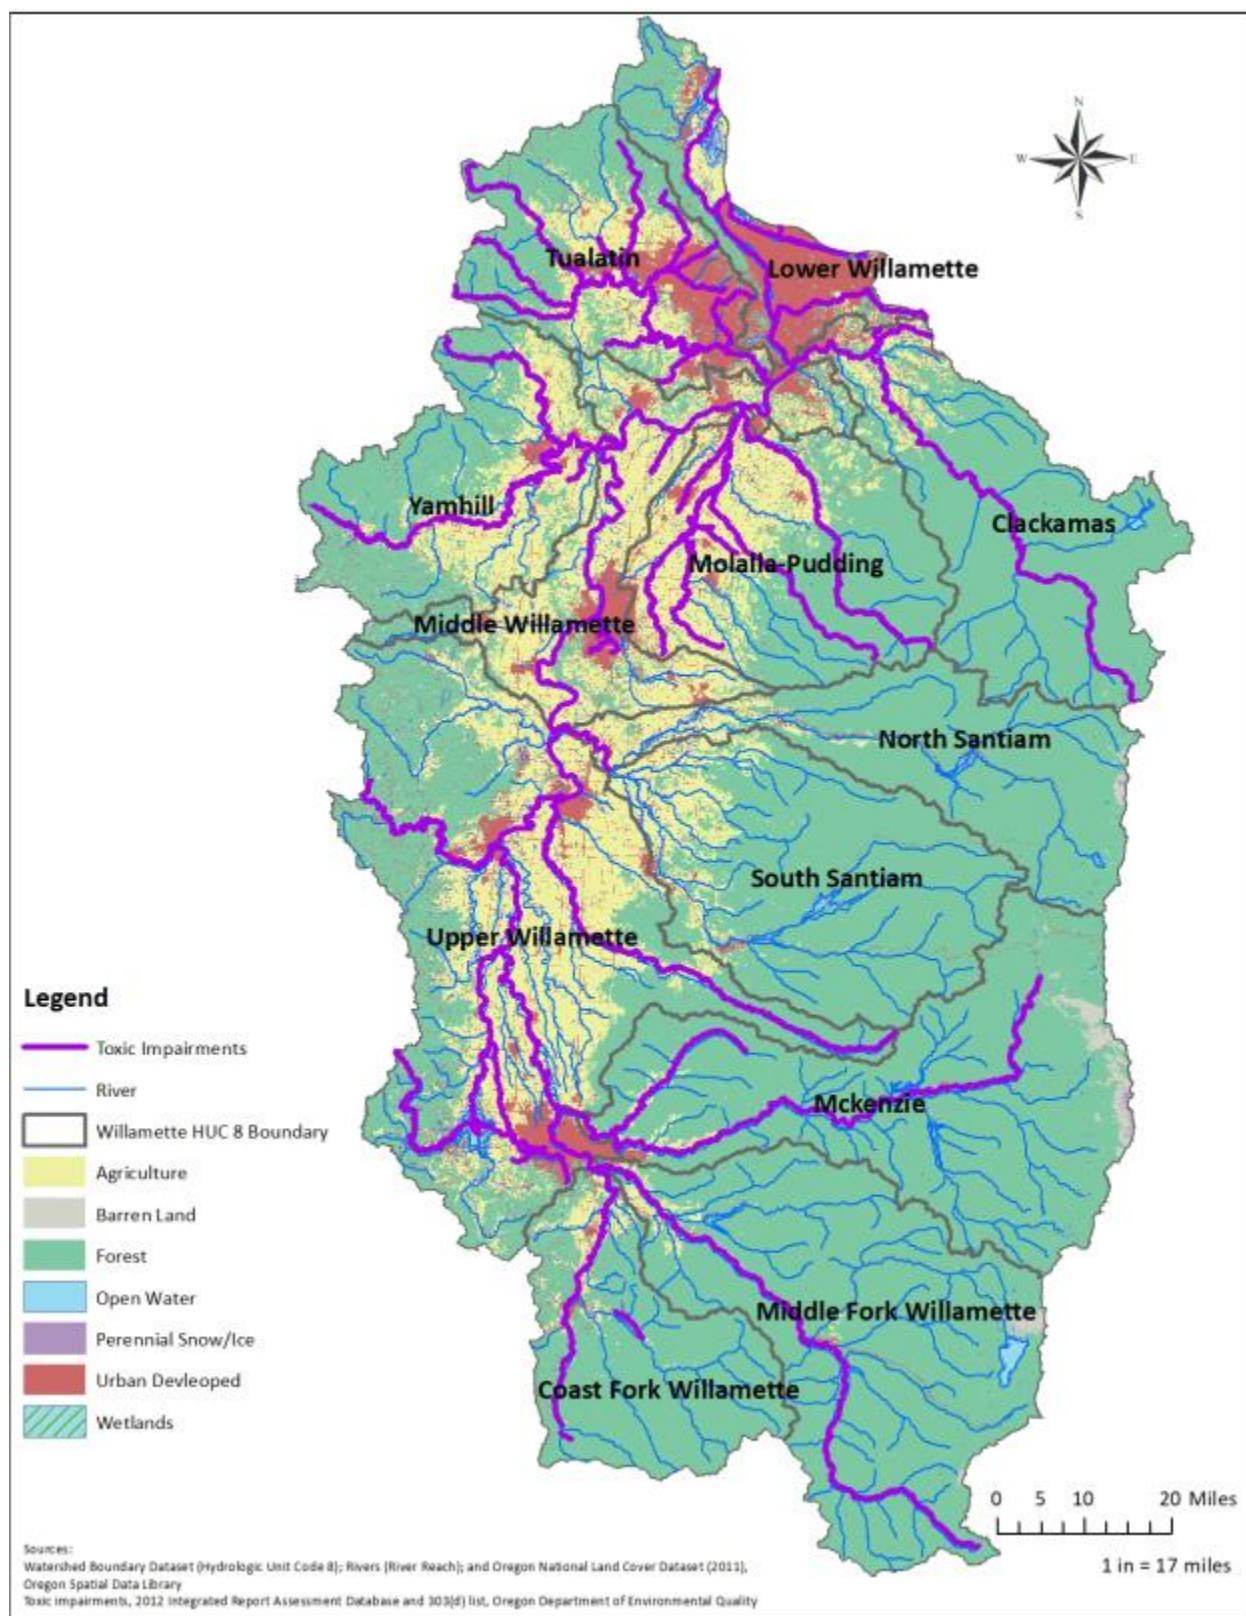 N
W E
S
Tualatin
Lower Willamette
Yamhill
Clackamas
Molalla-Pudding
Middle Willamette
North Santiam
South Santiam
Upper Willamette
Mckenzie
Middle Fork Willamette
Coast Fork Willamette
Legend
Toxic Impairments
River
Willamette HUC 8 Boundary
Agriculture
Barren Land
Forest
Open Water
Perennial Snow/Ice
Urban Devleoped
Wetlands
0 5 10 20 Miles
1 in = 17 miles
Sources:
Watershed Boundary Dataset (Hydrologic Unit Code 8); Rivers (River Reach); and Oregon National Land Cover Dataset (2011),
Oregon Spatial Data Library
Toxic impairments, 2012 Integrated Report Assessment Database and 303(d) list, Oregon Department of Environmental Quality